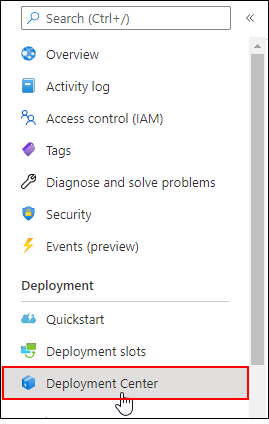 Search (Ctrl+/)
Overview
Activity log
Access control (IAM)
Tags
Diagnose and solve problems
Security
Events (preview)
Deployment
Quickstart
Deployment slots
Deployment Center